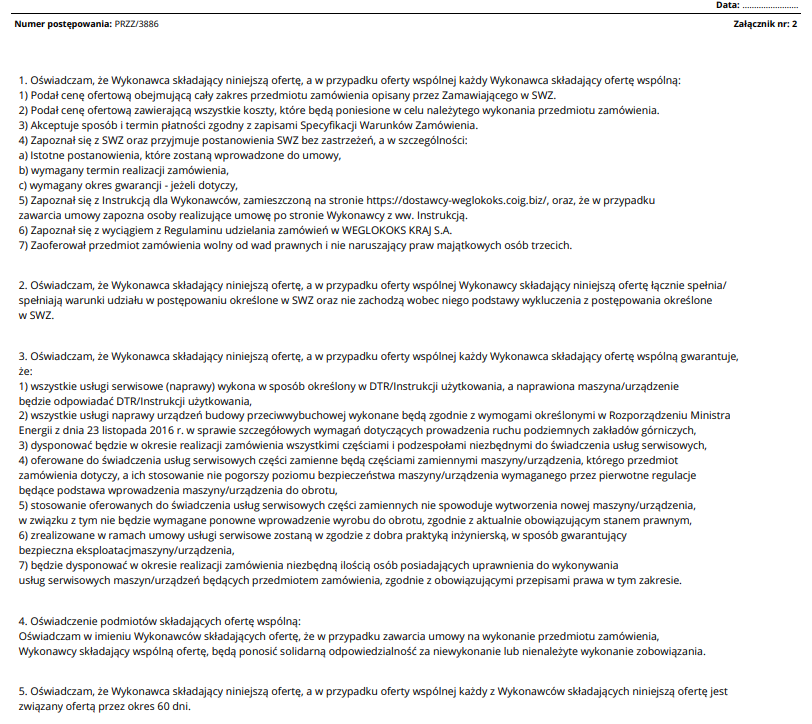 Data: ........................
Numer postępowania: PRZZ/3886
Załącznik nr: 2
1. Oświadczam, że Wykonawca składający niniejszą ofertę, a w przypadku oferty wspólnej każdy Wykonawca składający ofertę wspólną:
1) Podał cenę ofertową obejmującą cały zakres przedmiotu zamówienia opisany przez Zamawiającego w SWZ.
2) Podał cenę ofertową zawierającą wszystkie koszty, które będą poniesione w celu należytego wykonania przedmiotu zamówienia.
3) Akceptuje sposób i termin płatności zgodny z zapisami Specyfikacji Warunków Zamówienia.
4) Zapoznał się z SWZ oraz przyjmuje postanowienia SWZ bez zastrzeżeń, a w szczególności:
a) Istotne postanowienia, które zostaną wprowadzone do umowy,
b) wymagany termin realizacji zamówienia,
c) wymagany okres gwarancji - jeżeli dotyczy,
5) Zapoznał się z Instrukcją dla Wykonawców, zamieszczoną na stronie https://dostawcy-weglokoks.coig.biz/, oraz, że w przypadku
zawarcia umowy zapozna osoby realizujące umowę po stronie Wykonawcy z ww. Instrukcją.
6) Zapoznał się z wyciągiem z Regulaminu udzielania zamówień w WEGLOKOKS KRAJ S.A.
7) Zaoferował przedmiot zamówienia wolny od wad prawnych i nie naruszający praw majątkowych osób trzecich.
2. Oświadczam, że Wykonawca składający niniejszą ofertę, a w przypadku oferty wspólnej Wykonawcy składający niniejszą ofertę łącznie spełnia/
spełniają warunki udziału w postępowaniu określone w SWZ oraz nie zachodzą wobec niego podstawy wykluczenia z postępowania określone
w SWZ.
3. Oświadczam, że Wykonawca składający niniejszą ofertę, a w przypadku oferty wspólnej każdy Wykonawca składający ofertę wspólną gwarantuje,
że:
1) wszystkie usługi serwisowe (naprawy) wykona w sposób określony w DTR/Instrukcji użytkowania, a naprawiona maszyna/urządzenie
będzie odpowiadać DTR/Instrukcji użytkowania,
2) wszystkie usługi naprawy urządzeń budowy przeciwwybuchowej wykonane będą zgodnie z wymogami określonymi w Rozporządzeniu Ministra
Energii z dnia 23 listopada 2016 r. w sprawie szczegółowych wymagań dotyczących prowadzenia ruchu podziemnych zakładów górniczych,
3) dysponować będzie w okresie realizacji zamówienia wszystkimi częściami i podzespołami niezbędnymi do świadczenia usług serwisowych,
4) oferowane do świadczenia usług serwisowych części zamienne będą częściami zamiennymi maszyny/urządzenia, którego przedmiot
zamówienia dotyczy, a ich stosowanie nie pogorszy poziomu bezpieczeństwa maszyny/urządzenia wymaganego przez pierwotne regulacje
będące podstawa wprowadzenia maszyny/urządzenia do obrotu,
5) stosowanie oferowanych do świadczenia usług serwisowych części zamiennych nie spowoduje wytworzenia nowej maszyny/urządzenia,
w związku z tym nie będzie wymagane ponowne wprowadzenie wyrobu do obrotu, zgodnie z aktualnie obowiązującym stanem prawnym,
6) zrealizowane w ramach umowy usługi serwisowe zostaną w zgodzie z dobra praktyką inżynierską, w sposób gwarantujący
bezpieczna eksploatacjmaszyny/urządzenia,
7) będzie dysponować w okresie realizacji zamówienia niezbędną ilością osób posiadających uprawnienia do wykonywania
usług serwisowych maszyn/urządzeń będących przedmiotem zamówienia, zgodnie z obowiązującymi przepisami prawa w tym zakresie.
4. Oświadczenie podmiotów składających ofertę wspólną:
Oświadczam w imieniu Wykonawców składających ofertę, że w przypadku zawarcia umowy na wykonanie przedmiotu zamówienia,
Wykonawcy składający wspólną ofertę, będą ponosić solidarną odpowiedzialność za niewykonanie lub nienależyte wykonanie zobowiązania.
5. Oświadczam, że Wykonawca składający niniejszą ofertę, a w przypadku oferty wspólnej każdy z Wykonawców składających niniejszą ofertę jest
związany ofertą przez okres 60 dni.